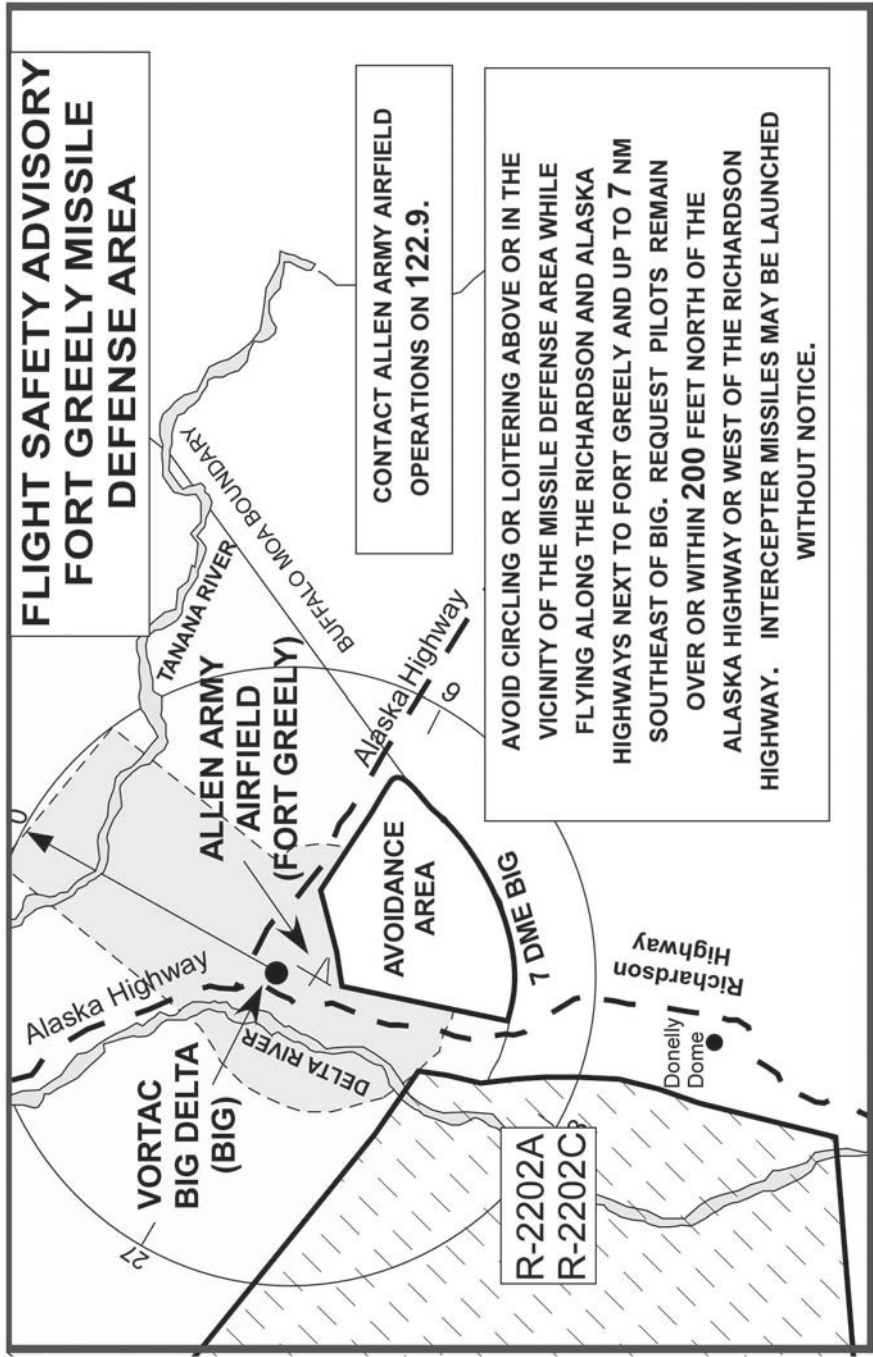 FLIGHT SAFETY ADVISORY
FORT GREELY MISSILE
DEFENSE AREA
CONTACT ALLEN ARMY AIRFIELD
OPERATIONS ON 122.9.
AVOID CIRCLING OR LOITERING ABOVE OR IN THE
VICINITY OF THE MISSILE DEFENSE AREA WHILE
FLYING ALONG THE RICHARDSON AND ALASKA
HIGHWAYS NEXT TO FORT GREELY AND UP TO 7 NM
SOUTHEAST OF BIG. REQUEST PILOTS REMAIN
OVER OR WITHIN 200 FEET NORTH OF THE
ALASKA HIGHWAY OR WEST OF THE RICHARDSON
HIGHWAY. INTERCEPTER MISSILES MAY BE LAUNCHED
WITHOUT NOTICE.
TANANA RIVER
BUFFALO MOA BOUNDARY
0
ALLEN ARMY
AIRFIELD
(FORT GREELY)
Alaska Highway
Alaska Highway
9
VORTAC
BIG DELTA
(BIG)
DELTA RIVER
27
AVOIDANCE
AREA
7 DME BIG
Richardson
Highway
Donelly
Dome
R-2202A
R-2202C